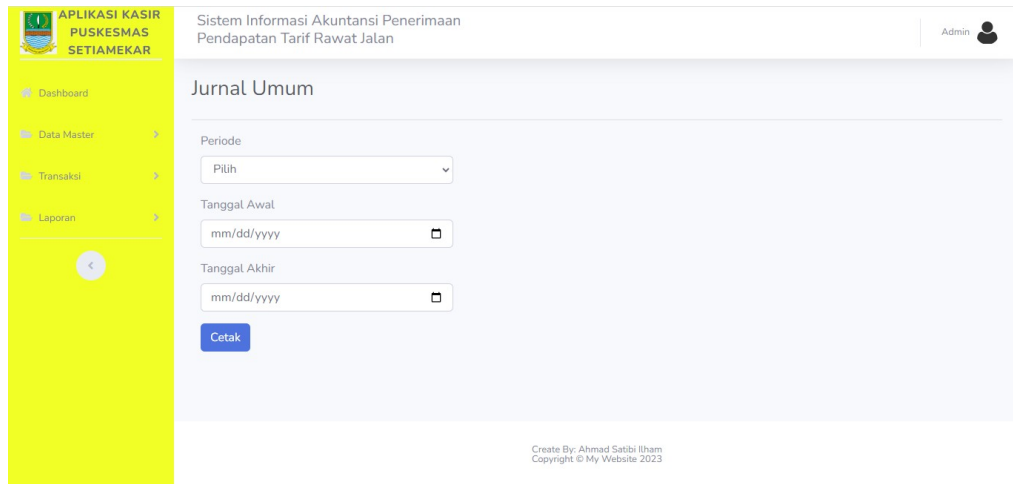 APLIKASI KASIR
PUSKESMAS
SETIAMEKAR
Sistem Informasi Akuntansi Penerimaan
Pendapatan Tarif Rawat Jalan
Admin
Dashboard
Data Master
Transaksi
Laporan
Jurnal Umum
Periode
Pilih
Tanggal Awal
mm/dd/yyyy
Tanggal Akhir
mm/dd/yyyy
Cetak
Create By: Ahmad Satibi Ilham
Copyright © My Website 2023